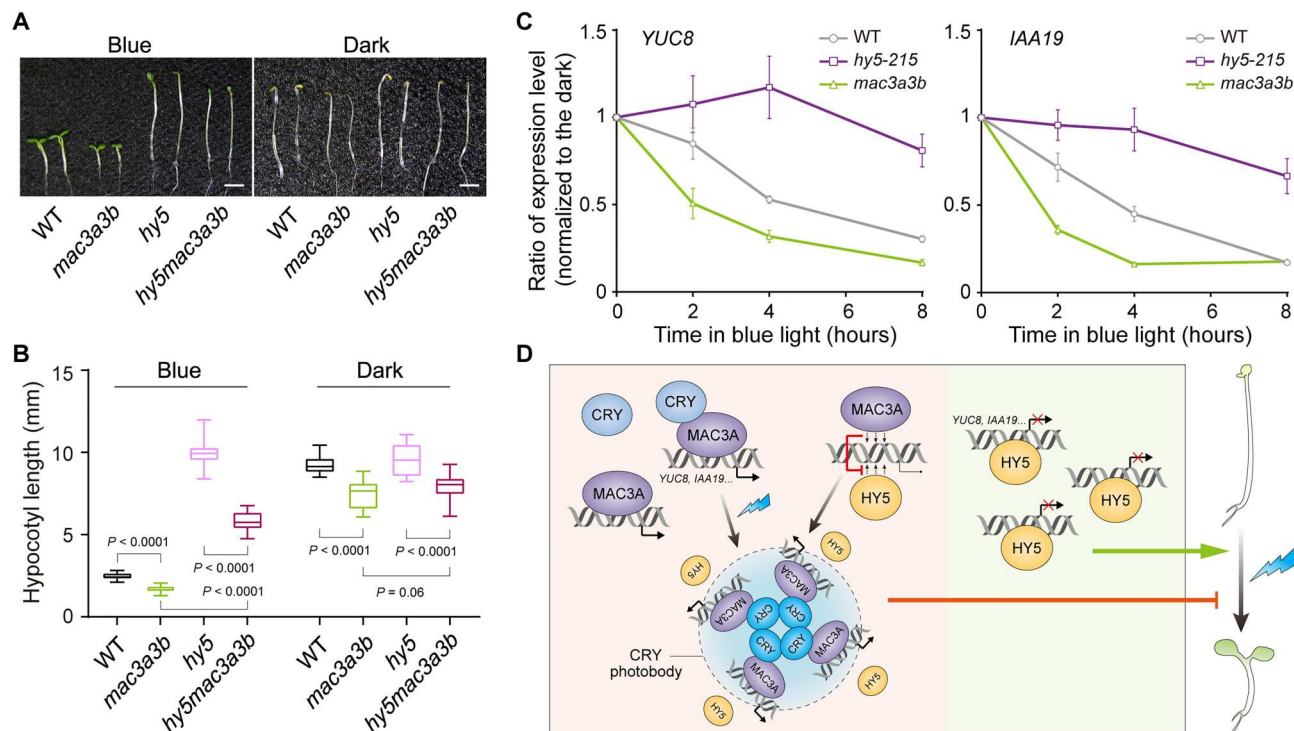 A
Blue
Dark
WT
mac3a3b
hy5
hy5mac3a3b
WT
mac3a3b
hy5
hy5mac3a3b
B
Blue
Dark
Hypocotyl length (mm)
15
10
5
0
P < 0.0001
P < 0.0001
P < 0.0001
P < 0.0001
P < 0.0001
P = 0.06
WT
mac3a3b
hy5
hy5mac3a3b
WT
mac3a3b
hy5
hy5mac3a3b
C
Ratio of expression level
(normalized to the dark)
1.5
1
0.5
0
YUC8
WT
hy5-215
mac3a3b
0
2
4
6
8
Time in blue light (hours)
1.5
1
0.5
0
IAA19
WT
hy5-215
mac3a3b
0
2
4
6
8
Time in blue light (hours)
D
CRY
CRY
MAC3A
YUC8, IAA19...
MAC3A
MAC3A
HY5
YUC8, IAA19...
HY5
HY5
HY5
HY5
HY5
MAC3A
MAC3A
CRY
CRY
CRY
CRY
MAC3A
MAC3A
CRY
photobody
HY5
HY5